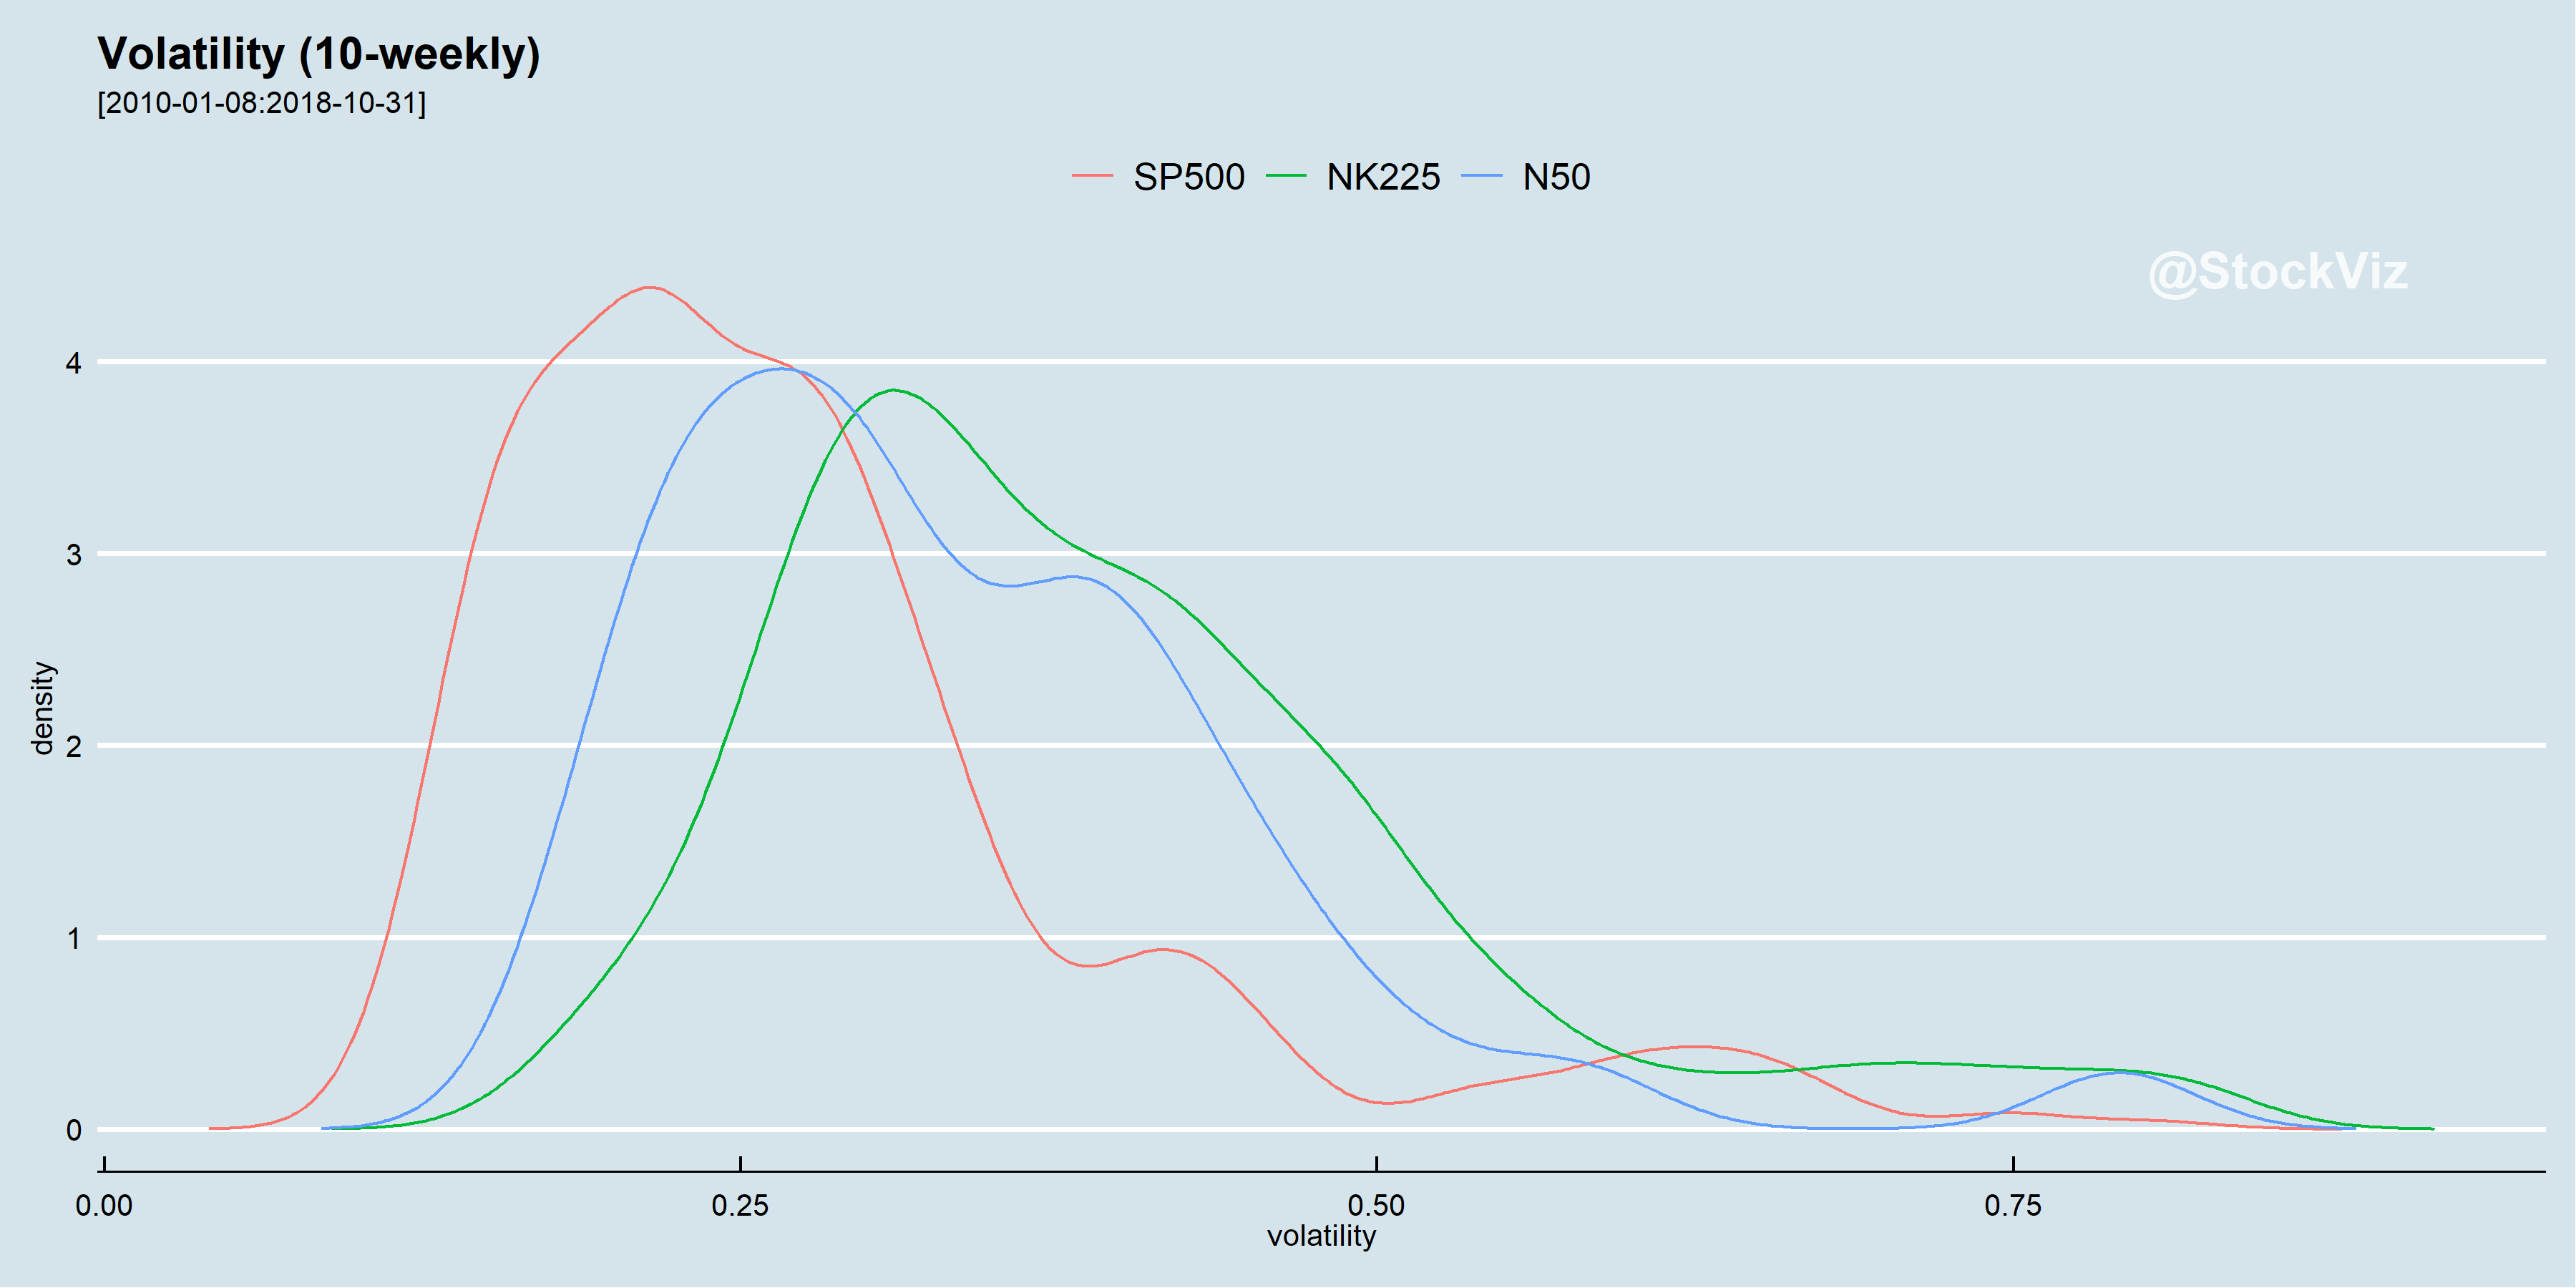 Volatility (10-weekly)
[2010-01-08:2018-10-31]
SP500 NK225 N50
@StockViz
4
3
2
1
0
density
0.00 0.25 0.50 0.75
volatility